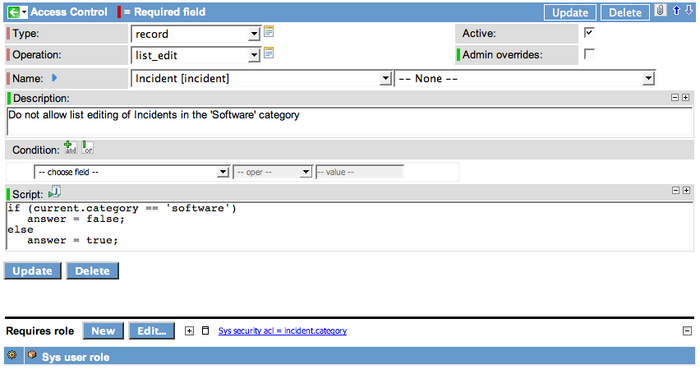 Access Control = Required field Update Delete
Type: record Active:
Operation: list_edit Admin overrides:
Name: Incident [incident] -- None --
Description:
Do not allow list editing of Incidents in the 'Software' category
Condition: and or
-- choose field -- -- oper -- -- value --
Script:
if (current.category == 'software')
answer = false;
else
answer = true;
Update Delete
Requires role New Edit... Sys security acl = incident.category
Sys user role